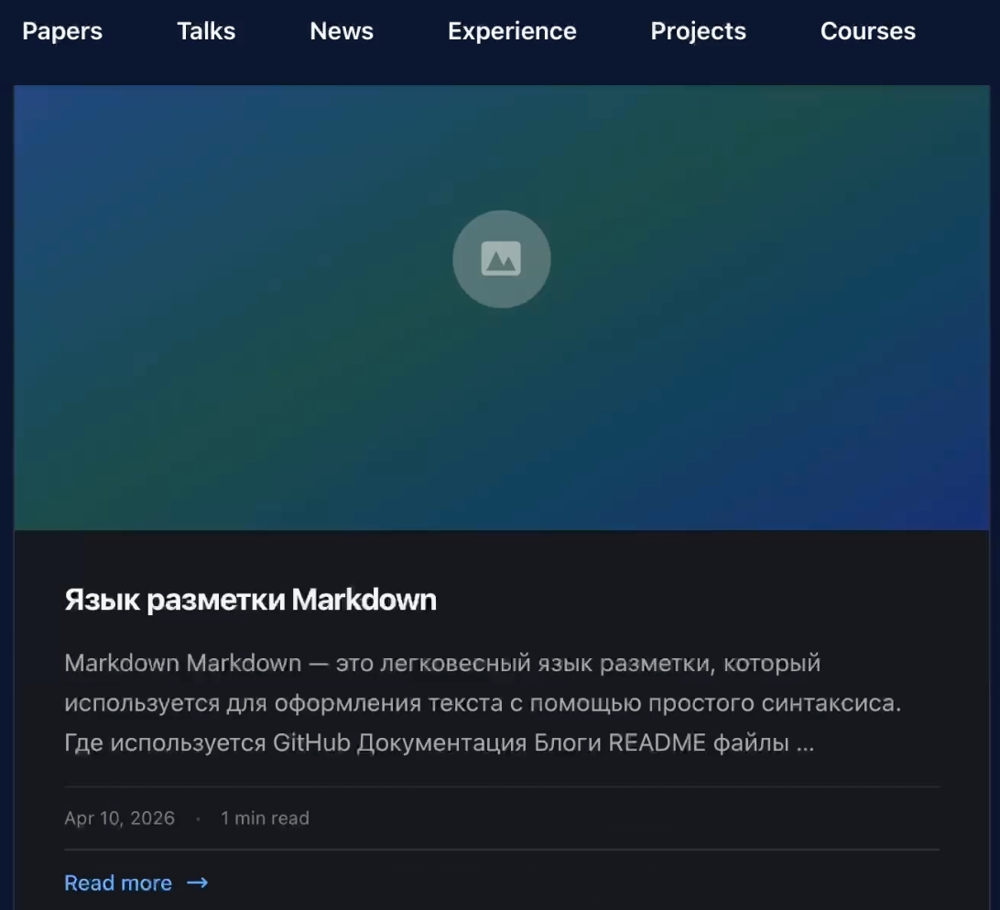 Papers Talks News Experience Projects Courses
Язык разметки Markdown
Markdown Markdown — это легковесный язык разметки, который
используется для оформления текста с помощью простого синтаксиса.
Где используется GitHub Документация Блоги README файлы ...
Apr 10, 2026 · 1 min read
Read more →